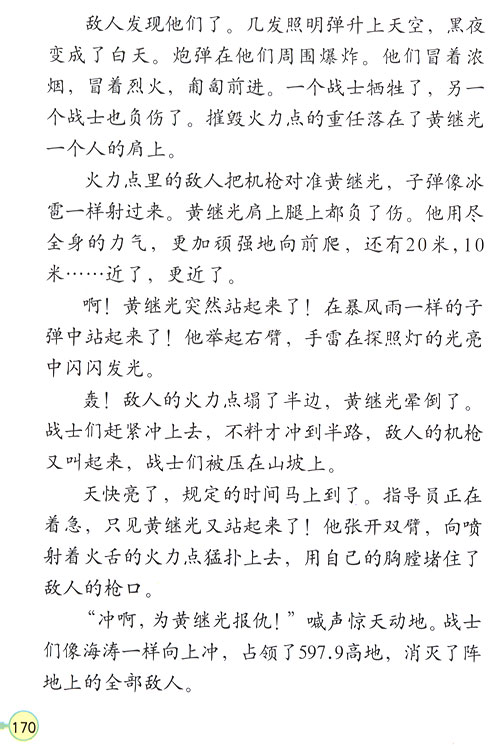 敌人发现他们了。几发照明弹升上天空，黑夜
变成了白天。炮弹在他们周围爆炸。他们冒着浓
烟，冒着烈火，匍匐前进。一个战士牺牲了，另一
个战士也负伤了。摧毁火力点的重任落在了黄继光
一个人的肩上。
火力点里的敌人把机枪对准黄继光，子弹像冰
雹一样射过来。黄继光肩上腿上都负了伤。他用尽
全身的力气，更加顽强地向前爬，还有20米，10
米……近了，更近了。
啊！黄继光突然站起来了！在暴风雨一样的子
弹中站起来了！他举起右臂，手雷在探照灯的光亮
中闪闪发光。
轰！敌人的火力点塌了半边，黄继光晕倒了。
战士们赶紧冲上去，不料才冲到半路，敌人的机枪
又叫起来，战士们被压在山坡上。
天快亮了，规定的时间马上到了。指导员正在
着急，只见黄继光又站起来了！他张开双臂，向喷
射着火舌的火力点猛扑上去，用自己的胸膛堵住了
敌人的枪口。
“冲啊，为黄继光报仇！”喊声惊天动地。战士
们像海涛一样向上冲，占领了597.9高地，消灭了阵
地上的全部敌人。
170